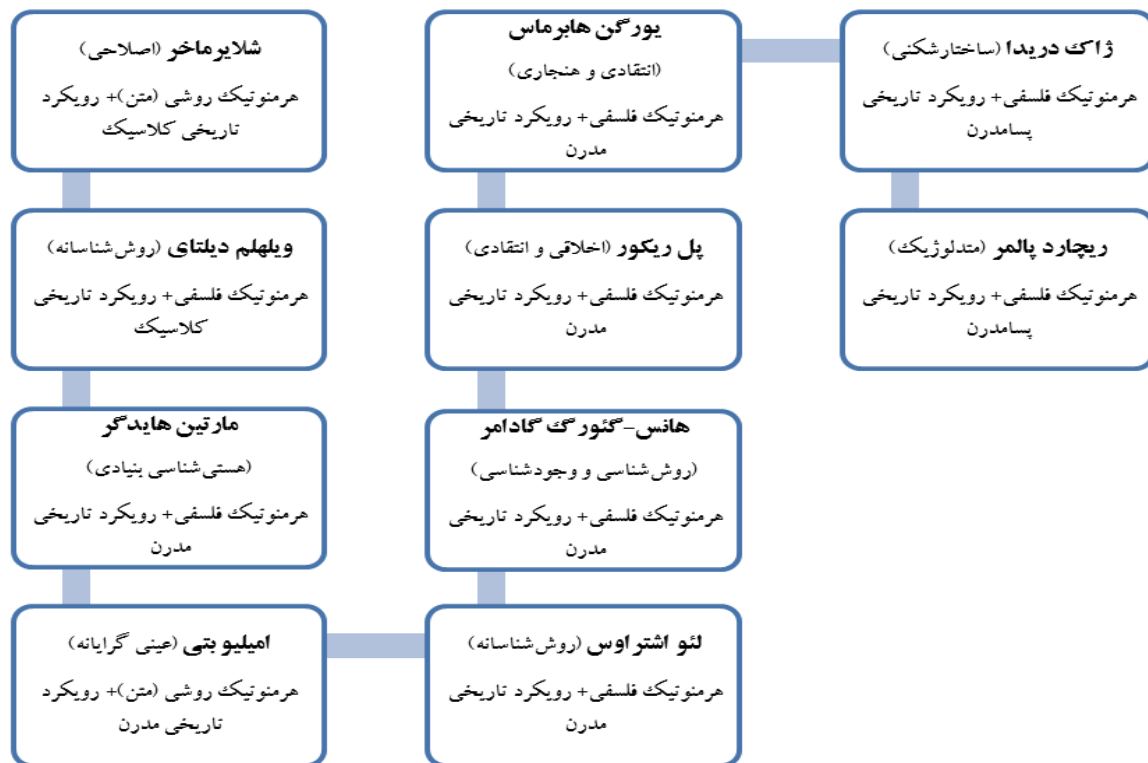 شلایرماخر (اصلاحی)
هرمنوتیک روشی (متن)+ رویکرد
تاریخی کلاسیک
ویلهلم دیلتای (روش‌شناسانه)
هرمنوتیک فلسفی+ رویکرد تاریخی
کلاسیک
مارتین هایدگر
(هستی‌شناسی بنیادی)
هرمنوتیک فلسفی+ رویکرد تاریخی
مدرن
امیلیو بتی (عینی گرایانه)
هرمنوتیک روشی (متن)+ رویکرد
تاریخی مدرن
لئو اشتراوس (روش‌شناسانه)
هرمنوتیک فلسفی+ رویکرد تاریخی
مدرن
هانس-گئورگ گادامر
(روش‌شناسی و وجودشناسی)
هرمنوتیک فلسفی+ رویکرد تاریخی
مدرن
پل ریکور (اخلاقی و انتقادی)
هرمنوتیک فلسفی+ رویکرد تاریخی
مدرن
یورگن هابرماس
(انتقادی و هنجاری)
هرمنوتیک فلسفی+ رویکرد تاریخی
مدرن
ژاک دریدا (ساختارشکنی)
هرمنوتیک فلسفی+ رویکرد تاریخی
پسامدرن
ریچارد پالمر (متدلوژیک)
هرمنوتیک فلسفی+ رویکرد تاریخی
پسامدرن